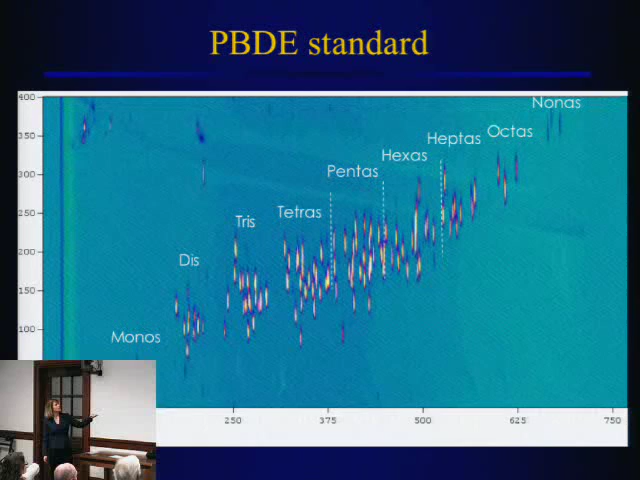 PBDE standard
400
350
300
250
200
150
100
Nonas
Octas
Heptas
Hexas
Pentas
Tetras
Tris
Dis
Monos
250
375
500
625
750